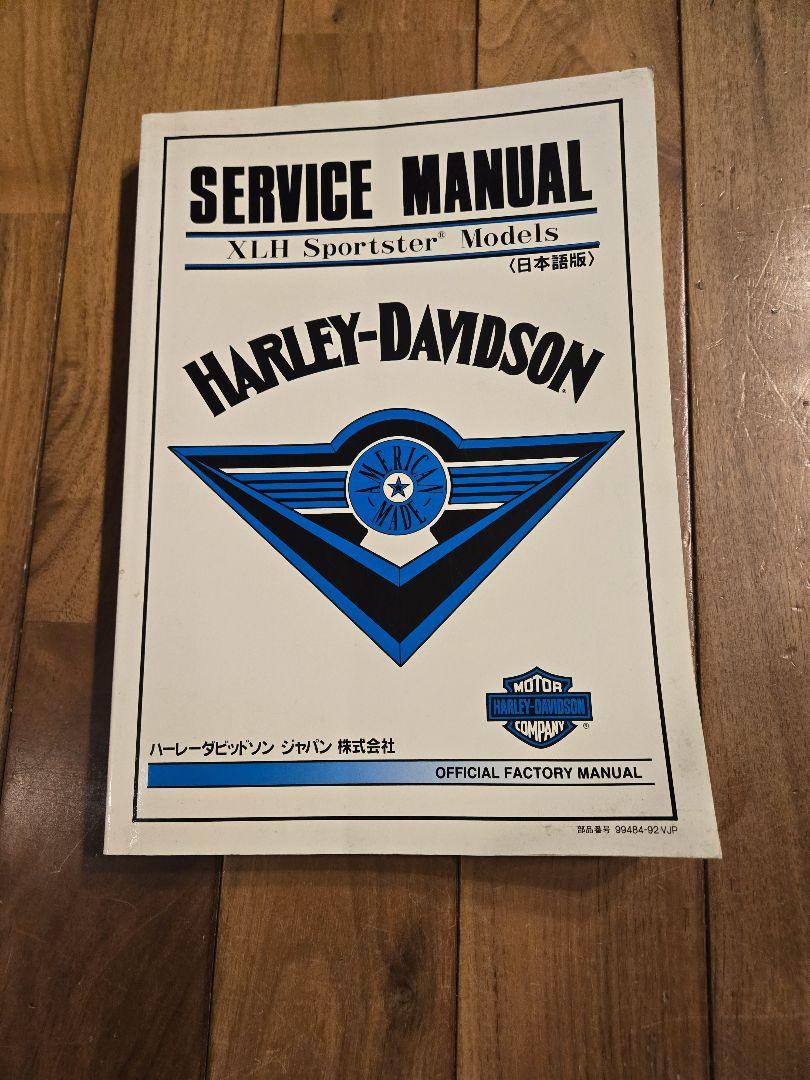 SERVICE MANUAL
XLH Sportster® Models
〈日本語版〉
HARLEY-DAVIDSON®
AMERICAN
MADE
MOTOR
HARLEY-DAVIDSON
COMPANY®
ハーレーダビッドソン ジャパン 株式会社
OFFICIAL FACTORY MANUAL
部品番号 99484-92VJP